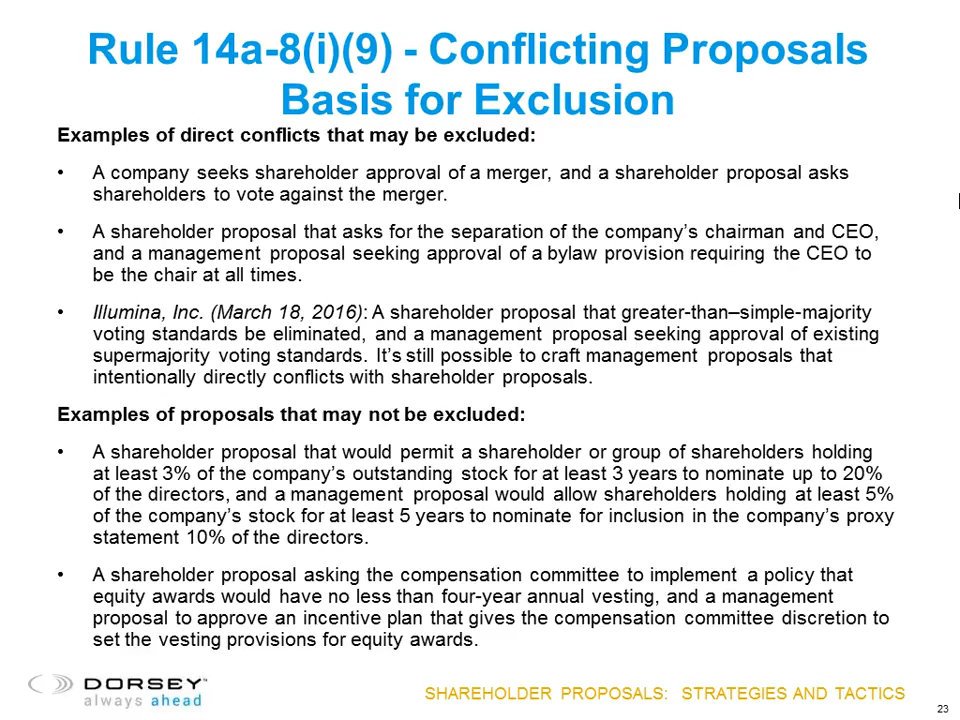 Rule 14a-8(i)(9) - Conflicting Proposals
Basis for Exclusion
Examples of direct conflicts that may be excluded:
• A company seeks shareholder approval of a merger, and a shareholder proposal asks
shareholders to vote against the merger.
• A shareholder proposal that asks for the separation of the company's chairman and CEO,
and a management proposal seeking approval of a bylaw provision requiring the CEO to
be the chair at all times.
• Illumina, Inc. (March 18, 2016): A shareholder proposal that greater-than–simple-majority
voting standards be eliminated, and a management proposal seeking approval of existing
supermajority voting standards. It's still possible to craft management proposals that
intentionally directly conflicts with shareholder proposals.
Examples of proposals that may not be excluded:
• A shareholder proposal that would permit a shareholder or group of shareholders holding
at least 3% of the company's outstanding stock for at least 3 years to nominate up to 20%
of the directors, and a management proposal would allow shareholders holding at least 5%
of the company's stock for at least 5 years to nominate for inclusion in the company's proxy
statement 10% of the directors.
• A shareholder proposal asking the compensation committee to implement a policy that
equity awards would have no less than four-year annual vesting, and a management
proposal to approve an incentive plan that gives the compensation committee discretion to
set the vesting provisions for equity awards.
DORSEY™
always ahead
SHAREHOLDER PROPOSALS: STRATEGIES AND TACTICS
23